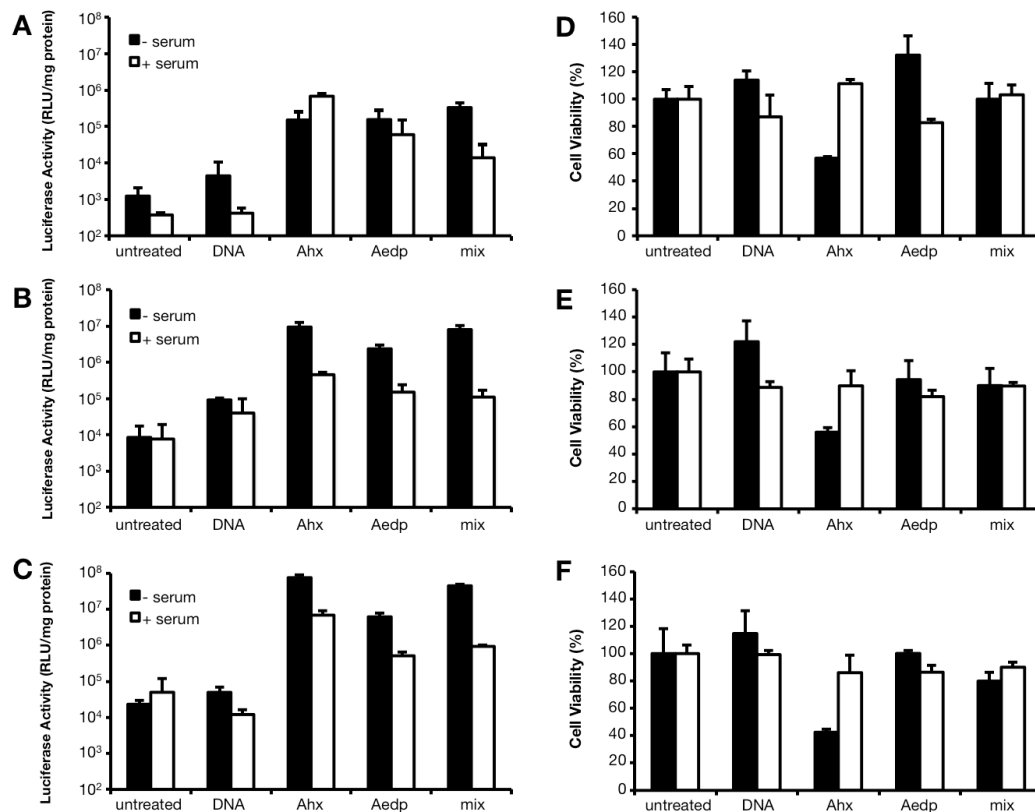 A
Luciferase Activity (RLU/mg protein)
10⁸
10⁷
10⁶
10⁵
10⁴
10³
10²
- serum
+ serum
untreated DNA Ahx Aedp mix
D
Cell Viability (%)
160
140
120
100
80
60
40
20
0
untreated DNA Ahx Aedp mix
B
Luciferase Activity (RLU/mg protein)
10⁸
10⁷
10⁶
10⁵
10⁴
10³
10²
- serum
+ serum
untreated DNA Ahx Aedp mix
E
Cell Viability (%)
160
140
120
100
80
60
40
20
0
untreated DNA Ahx Aedp mix
C
Luciferase Activity (RLU/mg protein)
10⁸
10⁷
10⁶
10⁵
10⁴
10³
10²
- serum
+ serum
untreated DNA Ahx Aedp mix
F
Cell Viability (%)
160
140
120
100
80
60
40
20
0
untreated DNA Ahx Aedp mix